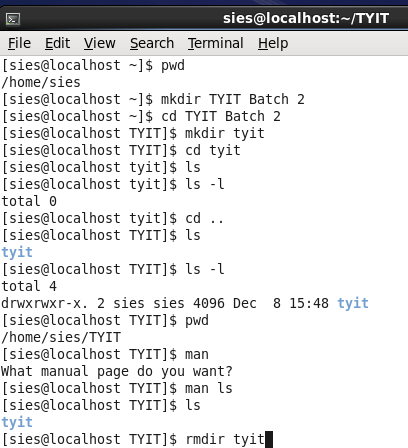 sies@localhost:~/TYIT
File Edit View Search Terminal Help
[sies@localhost ~]$ pwd
/home/sies
[sies@localhost ~]$ mkdir TYIT Batch 2
[sies@localhost ~]$ cd TYIT Batch 2
[sies@localhost TYIT]$ mkdir tyit
[sies@localhost TYIT]$ cd tyit
[sies@localhost tyit]$ ls
[sies@localhost tyit]$ ls -l
total 0
[sies@localhost tyit]$ cd ..
[sies@localhost TYIT]$ ls
tyit
[sies@localhost TYIT]$ ls -l
total 4
drwxrwxr-x. 2 sies sies 4096 Dec  8 15:48 tyit
[sies@localhost TYIT]$ pwd
/home/sies/TYIT
[sies@localhost TYIT]$ man
What manual page do you want?
[sies@localhost TYIT]$ man ls
[sies@localhost TYIT]$ ls
tyit
[sies@localhost TYIT]$ rmdir tyit